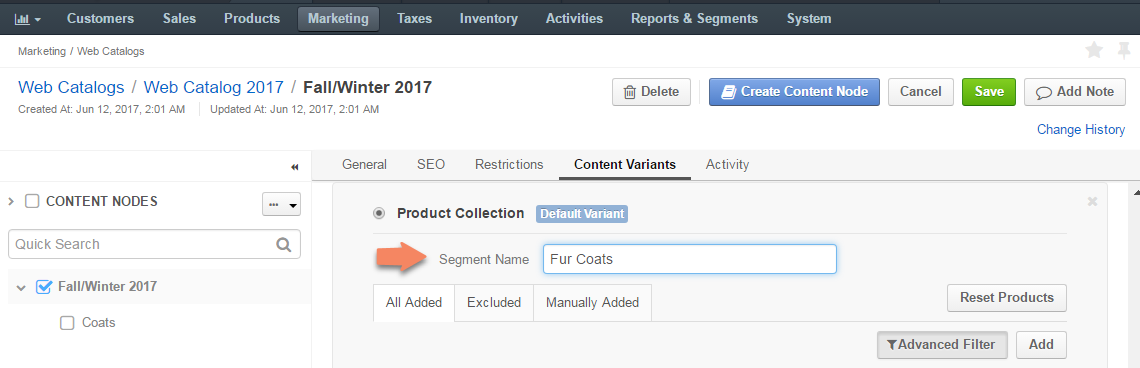 Customers Sales Products Marketing Taxes Inventory Activities Reports & Segments System
Marketing / Web Catalogs
Web Catalogs / Web Catalog 2017 / Fall/Winter 2017
Delete Create Content Node Cancel Save Add Note
Created At: Jun 12, 2017, 2:01 AM Updated At: Jun 12, 2017, 2:01 AM
Change History
General SEO Restrictions Content Variants Activity
CONTENT NODES
Quick Search
Fall/Winter 2017
Coats
Product Collection Default Variant
Segment Name Fur Coats
All Added Excluded Manually Added Reset Products
Advanced Filter Add